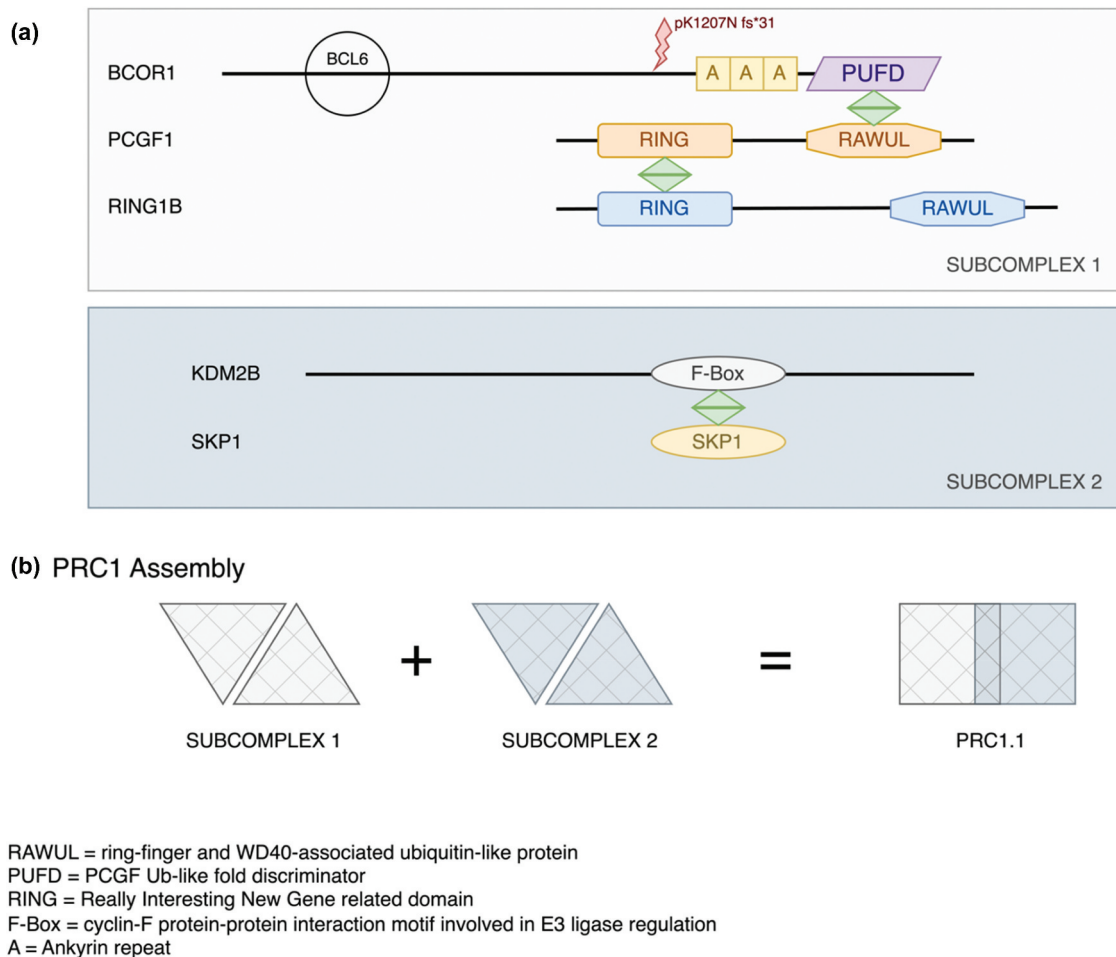 (a)
pK1207N fs*31
BCOR1
BCL6
A A A
PUFD
PCGF1
RING
RAWUL
RING1B
RING
RAWUL
SUBCOMPLEX 1
KDM2B
F-Box
SKP1
SKP1
SUBCOMPLEX 2
(b) PRC1 Assembly
+ =
SUBCOMPLEX 1
SUBCOMPLEX 2
PRC1.1
RAWUL = ring-finger and WD40-associated ubiquitin-like protein
PUFD = PCGF Ub-like fold discriminator
RING = Really Interesting New Gene related domain
F-Box = cyclin-F protein-protein interaction motif involved in E3 ligase regulation
A = Ankyrin repeat